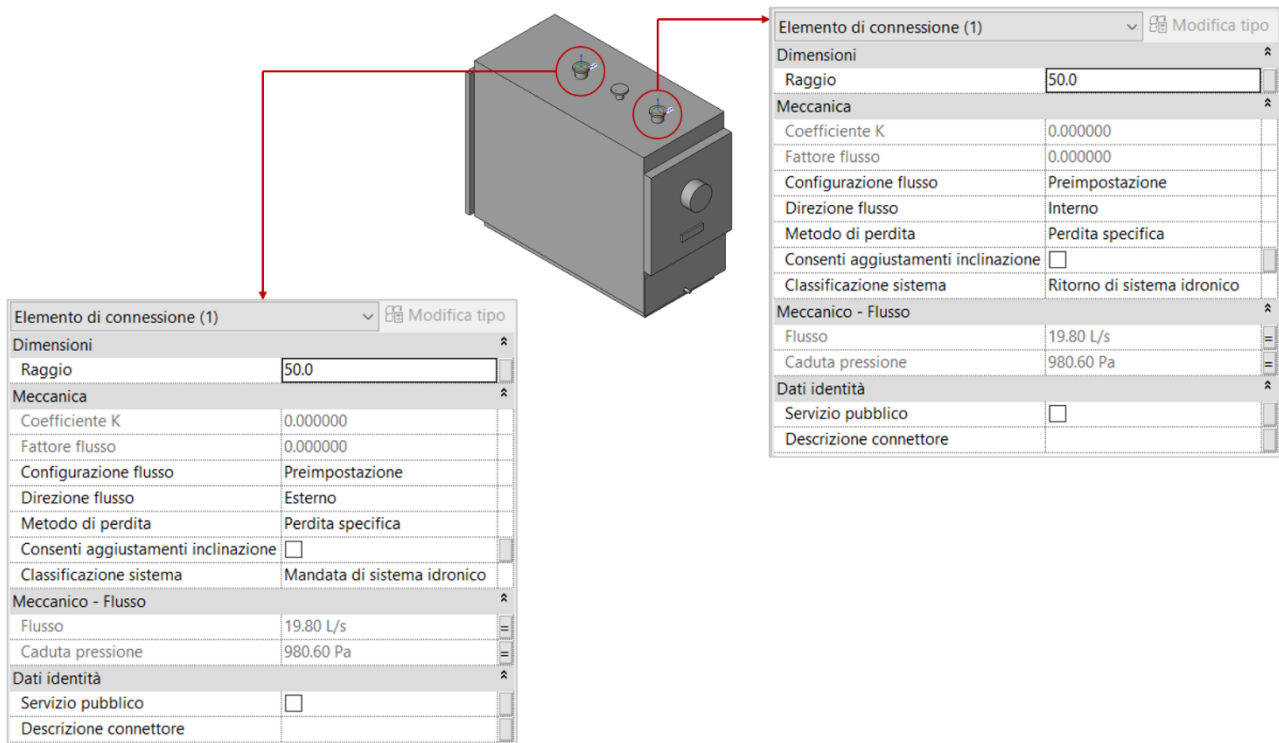 Elemento di connessione (1) Modifica tipo
Dimensioni
Raggio 50.0
Meccanica
Coefficiente K 0.000000
Fattore flusso 0.000000
Configurazione flusso Preimpostazione
Direzione flusso Interno
Metodo di perdita Perdita specifica
Consenti aggiustamenti inclinazione
Classificazione sistema Ritorno di sistema idronico
Meccanico - Flusso
Flusso 19.80 L/s =
Caduta pressione 980.60 Pa =
Dati identità
Servizio pubblico
Descrizione connettore
Elemento di connessione (1) Modifica tipo
Dimensioni
Raggio 50.0
Meccanica
Coefficiente K 0.000000
Fattore flusso 0.000000
Configurazione flusso Preimpostazione
Direzione flusso Esterno
Metodo di perdita Perdita specifica
Consenti aggiustamenti inclinazione
Classificazione sistema Mandata di sistema idronico
Meccanico - Flusso
Flusso 19.80 L/s =
Caduta pressione 980.60 Pa =
Dati identità
Servizio pubblico
Descrizione connettore